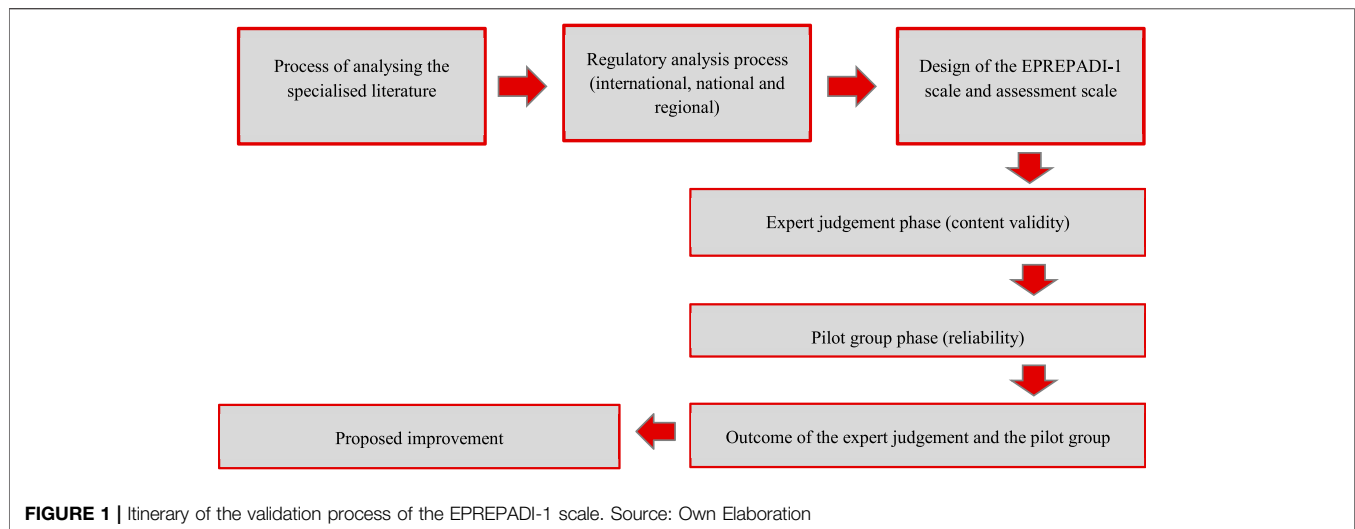 Process of analysing the
specialised literature
Regulatory analysis process
(international, national and
regional)
Design of the EPREPADI-1
scale and assessment scale
Expert judgement phase (content validity)
Pilot group phase (reliability)
Outcome of the expert judgement and the pilot group
Proposed improvement
FIGURE 1 | Itinerary of the validation process of the EPREPADI-1 scale. Source: Own Elaboration